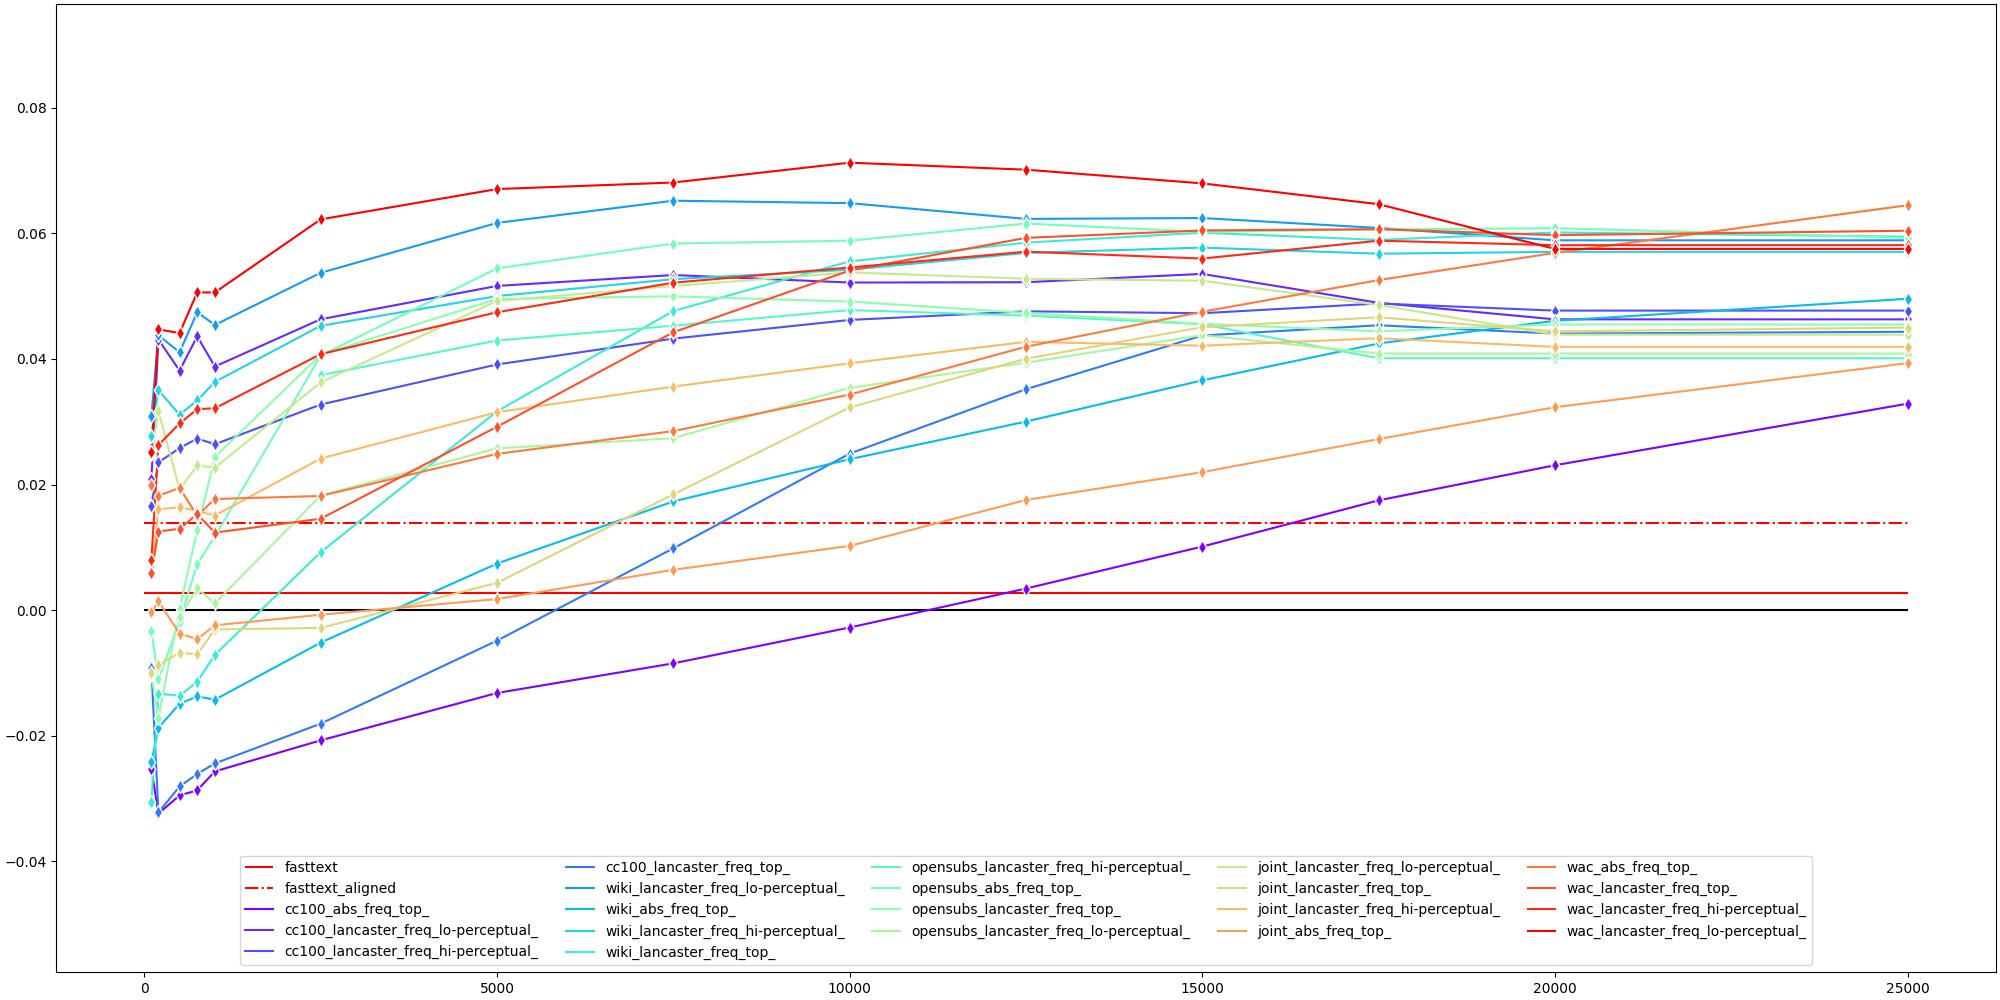 0.08
0.06
0.04
0.02
0.00
−0.02
−0.04
fasttext
fasttext_aligned
cc100_abs_freq_top_
cc100_lancaster_freq_lo-perceptual_
cc100_lancaster_freq_hi-perceptual_
cc100_lancaster_freq_top_
wiki_lancaster_freq_lo-perceptual_
wiki_abs_freq_top_
wiki_lancaster_freq_hi-perceptual_
wiki_lancaster_freq_top_
opensubs_lancaster_freq_hi-perceptual_
opensubs_abs_freq_top_
opensubs_lancaster_freq_top_
opensubs_lancaster_freq_lo-perceptual_
joint_lancaster_freq_lo-perceptual_
joint_lancaster_freq_top_
joint_lancaster_freq_hi-perceptual_
joint_abs_freq_top_
wac_abs_freq_top_
wac_lancaster_freq_top_
wac_lancaster_freq_hi-perceptual_
wac_lancaster_freq_lo-perceptual_
0 5000 10000 15000 20000 25000